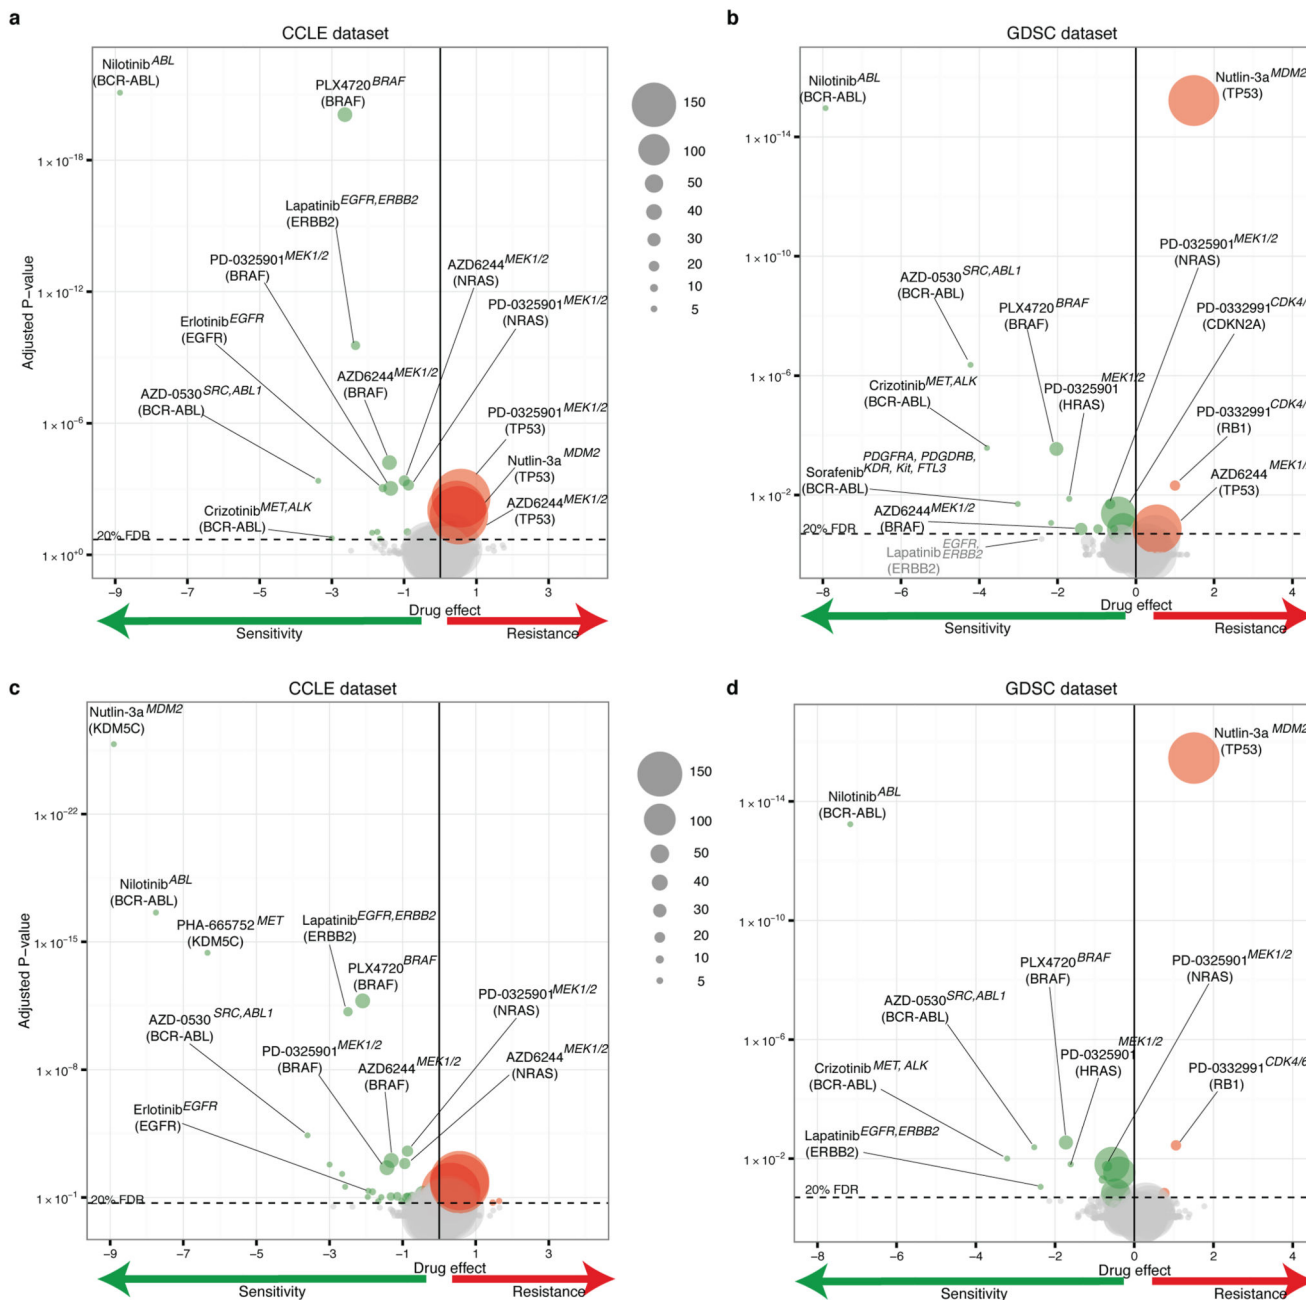 a
CCLE dataset
Nilotinib ABL
(BCR-ABL)
PLX4720 BRAF
(BRAF)
1 × 10−18
Lapatinib EGFR,ERBB2
(ERBB2)
PD-0325901 MEK1/2
(BRAF)
AZD6244 MEK1/2
(NRAS)
1 × 10−12
PD-0325901 MEK1/2
(NRAS)
Erlotinib EGFR
(EGFR)
AZD-0530 SRC,ABL1
(BCR-ABL)
AZD6244 MEK1/2
(BRAF)
1 × 10−6
PD-0325901 MEK1/2
(TP53)
Nutlin-3a MDM2
(TP53)
AZD6244 MEK1/2
(TP53)
Crizotinib MET,ALK
(BCR-ABL)
20% FDR
1 × 10−0
Adjusted P−value
−9 −7 −5 −3 −1 1 3
Drug effect
Sensitivity
Resistance
150
100
50
40
30
20
10
5
b
GDSC dataset
Nilotinib ABL
(BCR-ABL)
Nutlin-3a MDM2
(TP53)
1 × 10−14
PD-0325901 MEK1/2
(NRAS)
1 × 10−10
AZD-0530 SRC,ABL1
(BCR-ABL)
PLX4720 BRAF
(BRAF)
PD-0332991 CDK4/
(CDKN2A)
1 × 10−6
Crizotinib MET,ALK
(BCR-ABL)
PD-0325901 MEK1/2
(HRAS)
PD-0332991 CDK4/
(RB1)
PDGFRA, PDGDRB,
Sorafenib KDR, Kit, FTL3
(BCR-ABL)
AZD6244 MEK1/
(TP53)
1 × 10−2
AZD6244 MEK1/2
(BRAF)
20% FDR
Lapatinib EGFR, ERBB2
(ERBB2)
1 × 100
−8 −6 −4 −2 0 2 4
Drug effect
Sensitivity
Resistance
c
CCLE dataset
Nutlin-3a MDM2
(KDM5C)
1 × 10−22
Nilotinib ABL
(BCR-ABL)
PHA-665752 MET
(KDM5C)
Lapatinib EGFR,ERBB2
(ERBB2)
1 × 10−15
PLX4720 BRAF
(BRAF)
PD-0325901 MEK1/2
(NRAS)
AZD-0530 SRC,ABL1
(BCR-ABL)
PD-0325901 MEK1/2
(BRAF)
AZD6244 MEK1/2
(BRAF)
AZD6244 MEK1/2
(NRAS)
1 × 10−8
Erlotinib EGFR
(EGFR)
1 × 10−1
20% FDR
Adjusted P−value
−9 −7 −5 −3 −1 1 3
Drug effect
Sensitivity
Resistance
150
100
50
40
30
20
10
5
d
GDSC dataset
Nutlin-3a MDM2
(TP53)
Nilotinib ABL
(BCR-ABL)
1 × 10−14
1 × 10−10
PLX4720 BRAF
(BRAF)
PD-0325901 MEK1/2
(NRAS)
AZD-0530 SRC,ABL1
(BCR-ABL)
1 × 10−6
PD-0325901 MEK1/2
(HRAS)
Crizotinib MET, ALK
(BCR-ABL)
PD-0332991 CDK4/6
(RB1)
Lapatinib EGFR,ERBB2
(ERBB2)
1 × 10−2
20% FDR
−8 −6 −4 −2 0 2 4
Drug effect
Sensitivity
Resistance